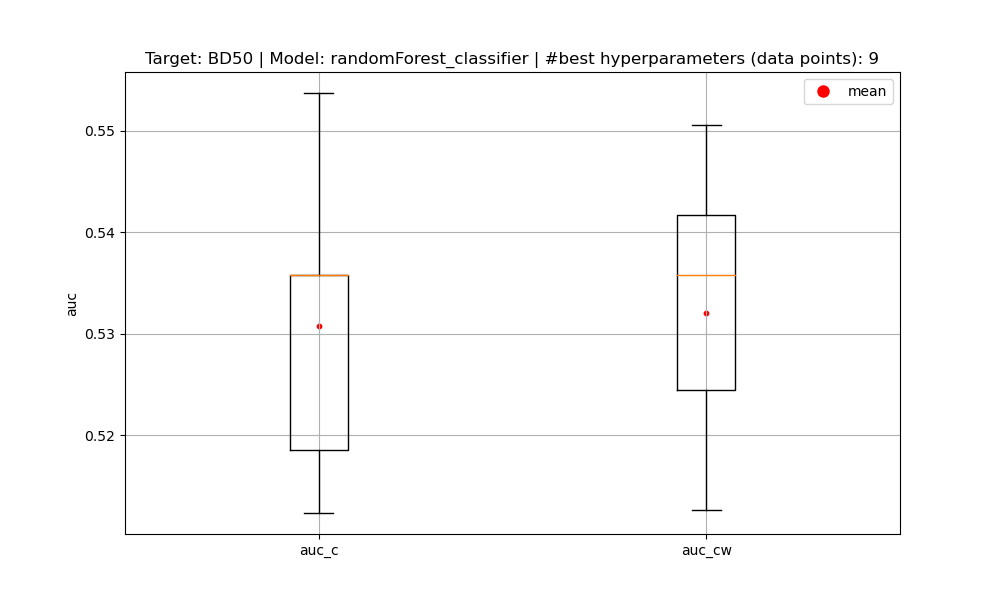 Target: BD50 | Model: randomForest_classifier | #best hyperparameters (data points): 9
mean
0.55
0.54
0.53
0.52
auc
auc_c
auc_cw